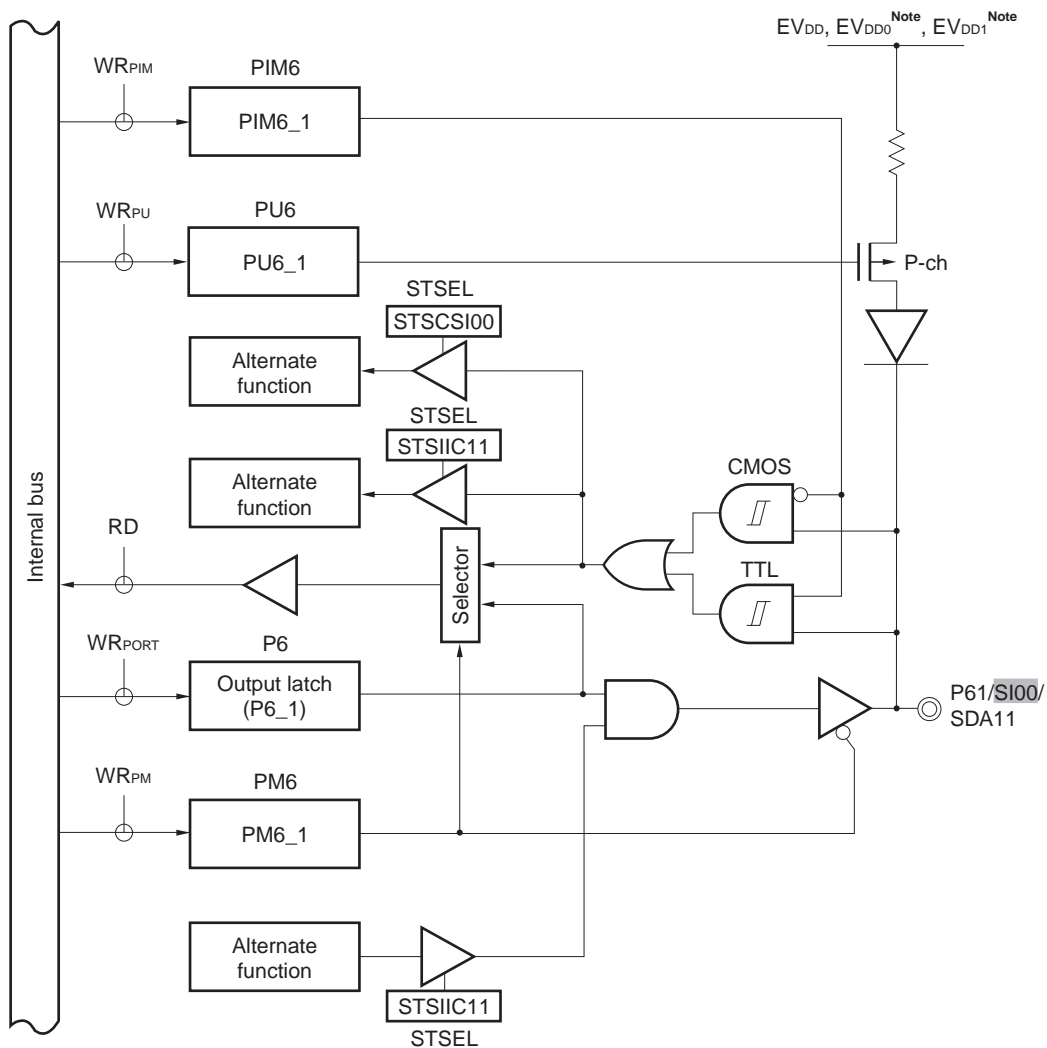 EVDD, EVDD0Note, EVDD1Note
WRPIM
PIM6
PIM6_1
WRPU
PU6
PU6_1
P-ch
STSEL
STSCSI00
Alternate
function
STSEL
STSIIC11
Alternate
function
CMOS
RD
Internal bus
Selector
TTL
WRPORT
P6
Output latch
(P6_1)
P61/SI00/
SDA11
WRPM
PM6
PM6_1
Alternate
function
STSIIC11
STSEL